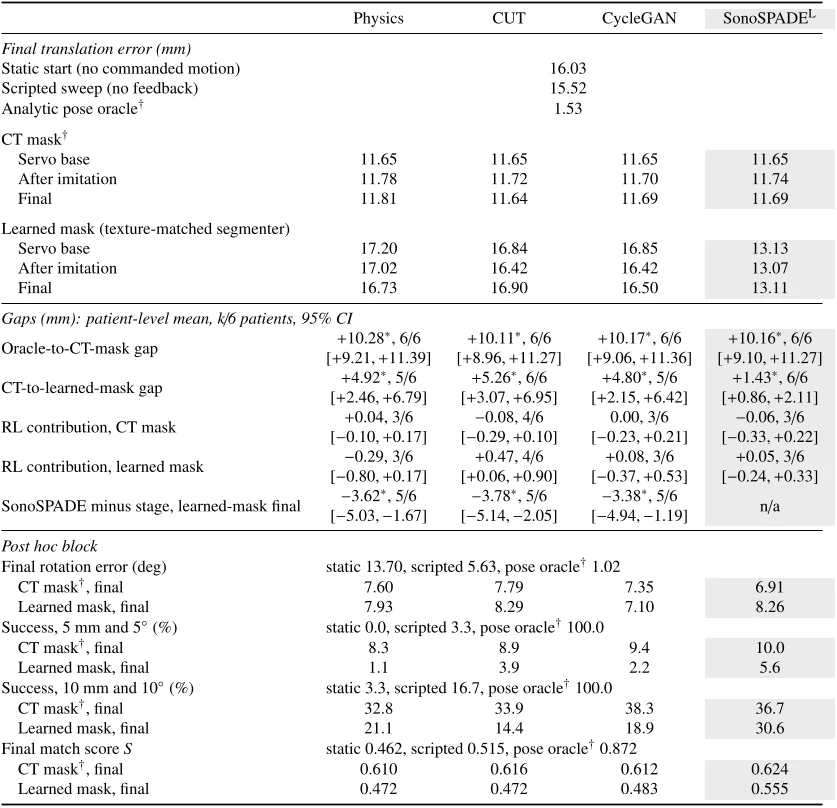 Physics CUT CycleGAN SonoSPADE^L
Final translation error (mm)
Static start (no commanded motion) 16.03
Scripted sweep (no feedback) 15.52
Analytic pose oracle† 1.53
CT mask†
Servo base 11.65 11.65 11.65 11.65
After imitation 11.78 11.72 11.70 11.74
Final 11.81 11.64 11.69 11.69
Learned mask (texture-matched segmenter)
Servo base 17.20 16.84 16.85 13.13
After imitation 17.02 16.42 16.42 13.07
Final 16.73 16.90 16.50 13.11
Gaps (mm): patient-level mean, k/6 patients, 95% CI
Oracle-to-CT-mask gap +10.28*, 6/6 +10.11*, 6/6 +10.17*, 6/6 +10.16*, 6/6
[+9.21, +11.39] [+8.96, +11.27] [+9.06, +11.36] [+9.10, +11.27]
CT-to-learned-mask gap +4.92*, 5/6 +5.26*, 6/6 +4.80*, 5/6 +1.43*, 6/6
[+2.46, +6.79] [+3.07, +6.95] [+2.15, +6.42] [+0.86, +2.11]
RL contribution, CT mask +0.04, 3/6 −0.08, 4/6 0.00, 3/6 −0.06, 3/6
[−0.10, +0.17] [−0.29, +0.10] [−0.23, +0.21] [−0.33, +0.22]
RL contribution, learned mask −0.29, 3/6 +0.47, 4/6 +0.08, 3/6 +0.05, 3/6
[−0.80, +0.17] [+0.06, +0.90] [−0.37, +0.53] [−0.24, +0.33]
SonoSPADE minus stage, learned-mask final −3.62*, 5/6 −3.78*, 5/6 −3.38*, 5/6 n/a
[−5.03, −1.67] [−5.14, −2.05] [−4.94, −1.19]
Post hoc block
Final rotation error (deg) static 13.70, scripted 5.63, pose oracle† 1.02
CT mask†, final 7.60 7.79 7.35 6.91
Learned mask, final 7.93 8.29 7.10 8.26
Success, 5 mm and 5° (%) static 0.0, scripted 3.3, pose oracle† 100.0
CT mask†, final 8.3 8.9 9.4 10.0
Learned mask, final 1.1 3.9 2.2 5.6
Success, 10 mm and 10° (%) static 3.3, scripted 16.7, pose oracle† 100.0
CT mask†, final 32.8 33.9 38.3 36.7
Learned mask, final 21.1 14.4 18.9 30.6
Final match score S static 0.462, scripted 0.515, pose oracle† 0.872
CT mask†, final 0.610 0.616 0.612 0.624
Learned mask, final 0.472 0.472 0.483 0.555